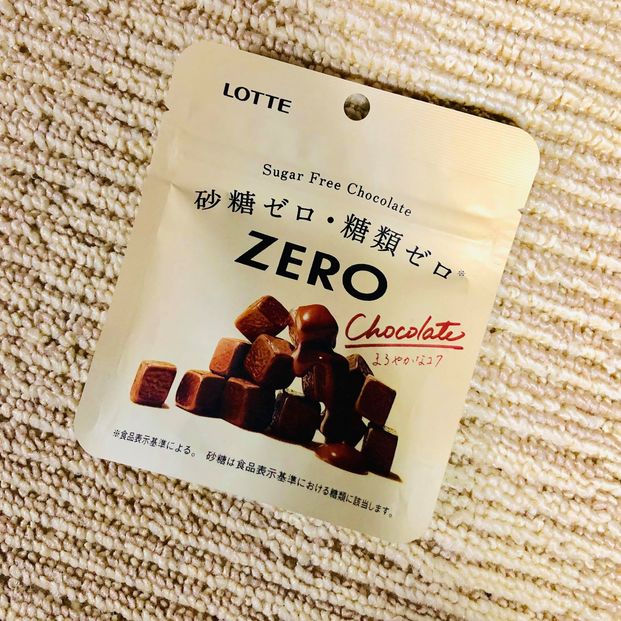 LOTTE
Sugar Free Chocolate
砂糖ゼロ・糖類ゼロ※
ZERO
Chocolate
まろやかなコク
※食品表示基準による。 砂糖は食品表示基準における糖類に該当します。